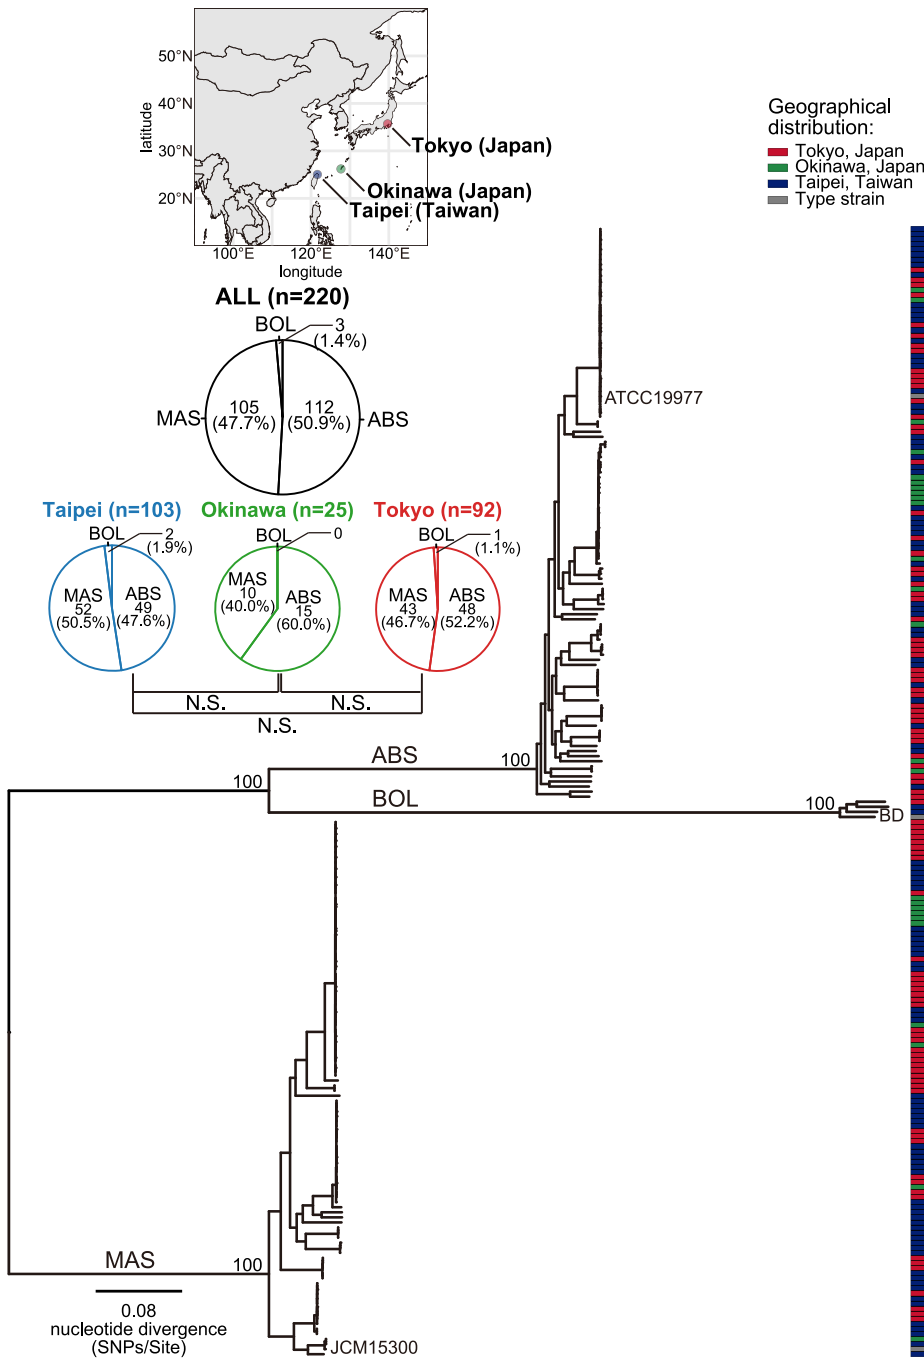 50°N
40°N
30°N
20°N
latitude
100°E
120°E
140°E
longitude
Tokyo (Japan)
Okinawa (Japan)
Taipei (Taiwan)
Geographical
distribution:
Tokyo, Japan
Okinawa, Japan
Taipei, Taiwan
Type strain
ALL (n=220)
BOL
3
(1.4%)
MAS
105
(47.7%)
112
(50.9%)
ABS
ATCC19977
Taipei (n=103)
BOL
2
(1.9%)
MAS
52
(50.5%)
ABS
49
(47.6%)
Okinawa (n=25)
BOL
0
MAS
10
(40.0%)
ABS
15
(60.0%)
Tokyo (n=92)
BOL
1
(1.1%)
MAS
43
(46.7%)
ABS
48
(52.2%)
N.S.
N.S.
N.S.
ABS
100
100
BOL
100
BD
MAS
100
0.08
nucleotide divergence
(SNPs/Site)
JCM15300